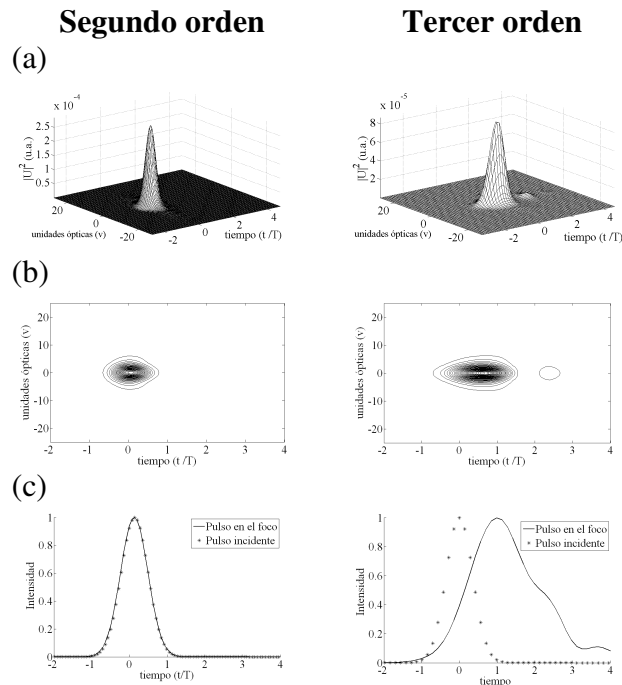 Segundo orden
Tercer orden
(a)
x 10⁻⁴
2.5
2
1.5
1
0.5
|U|² (u.a.)
20
0
-20
unidades ópticas (v)
-2
0
2
4
tiempo (t /T)
x 10⁻⁵
8
6
4
2
|U|² (u.a.)
20
0
-20
unidades ópticas (v)
-2
0
2
4
tiempo (t /T)
(b)
20
10
0
-10
-20
unidades ópticas (v)
-2 -1 0 1 2 3 4
tiempo (t /T)
20
10
0
-10
-20
unidades ópticas (v)
-2 -1 0 1 2 3 4
tiempo (t /T)
(c)
1
0.8
0.6
0.4
0.2
0
Intensidad
Pulso en el foco
Pulso incidente
-2 -1 0 1 2 3 4
tiempo (t/T)
1
0.8
0.6
0.4
0.2
0
Intensidad
Pulso en el foco
Pulso incidente
-2 -1 0 1 2 3 4
tiempo